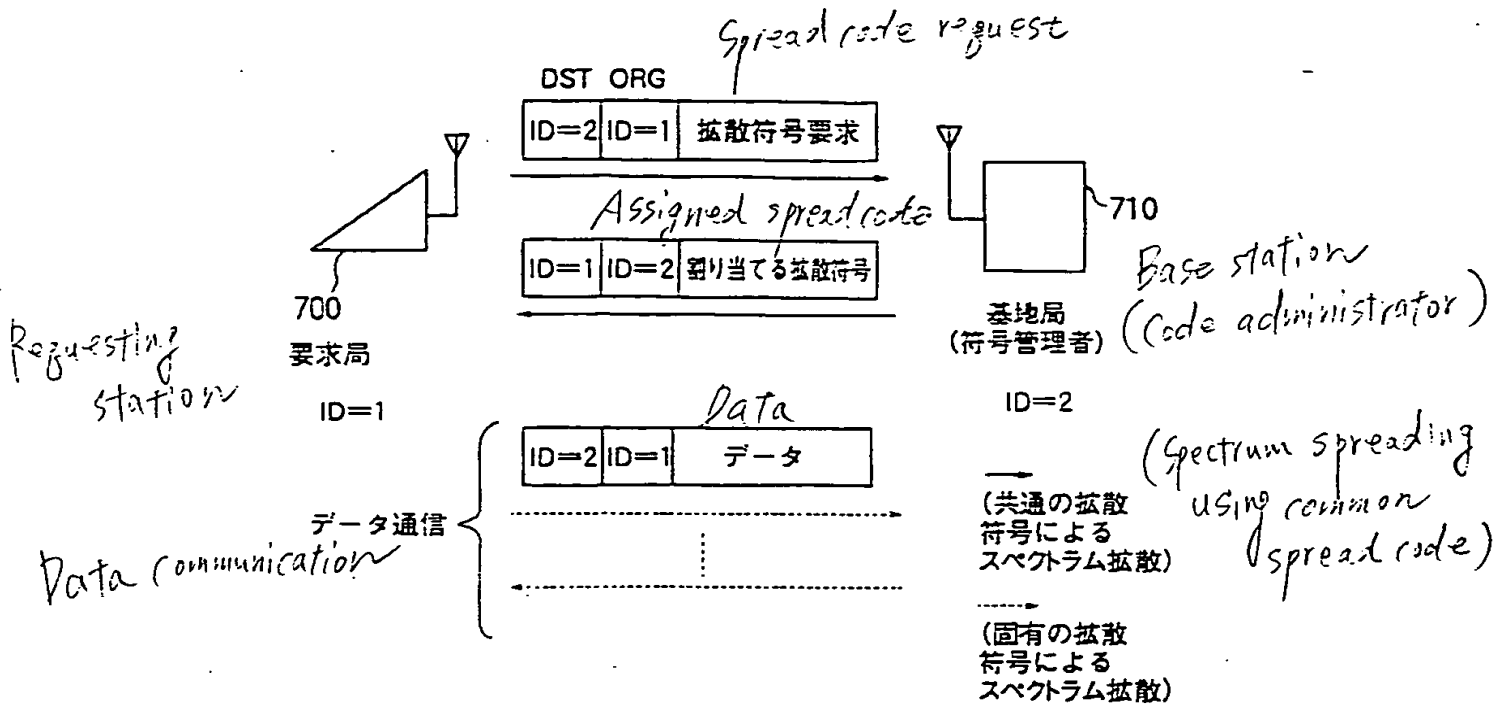 Spread code request
DST ORG
ID=2 ID=1 拡散符号要求
Assigned spread code
ID=1 ID=2 割り当てる拡散符号
700
要求局
ID=1
Requesting
station
710
基地局
(符号管理者)
ID=2
Base station
(Code administrator)
Data
ID=2 ID=1 データ
データ通信
Data communication
(共通の拡散
符号による
スペクトラム拡散)
(Spectrum spreading
using common
spread code)
(固有の拡散
符号による
スペクトラム拡散)